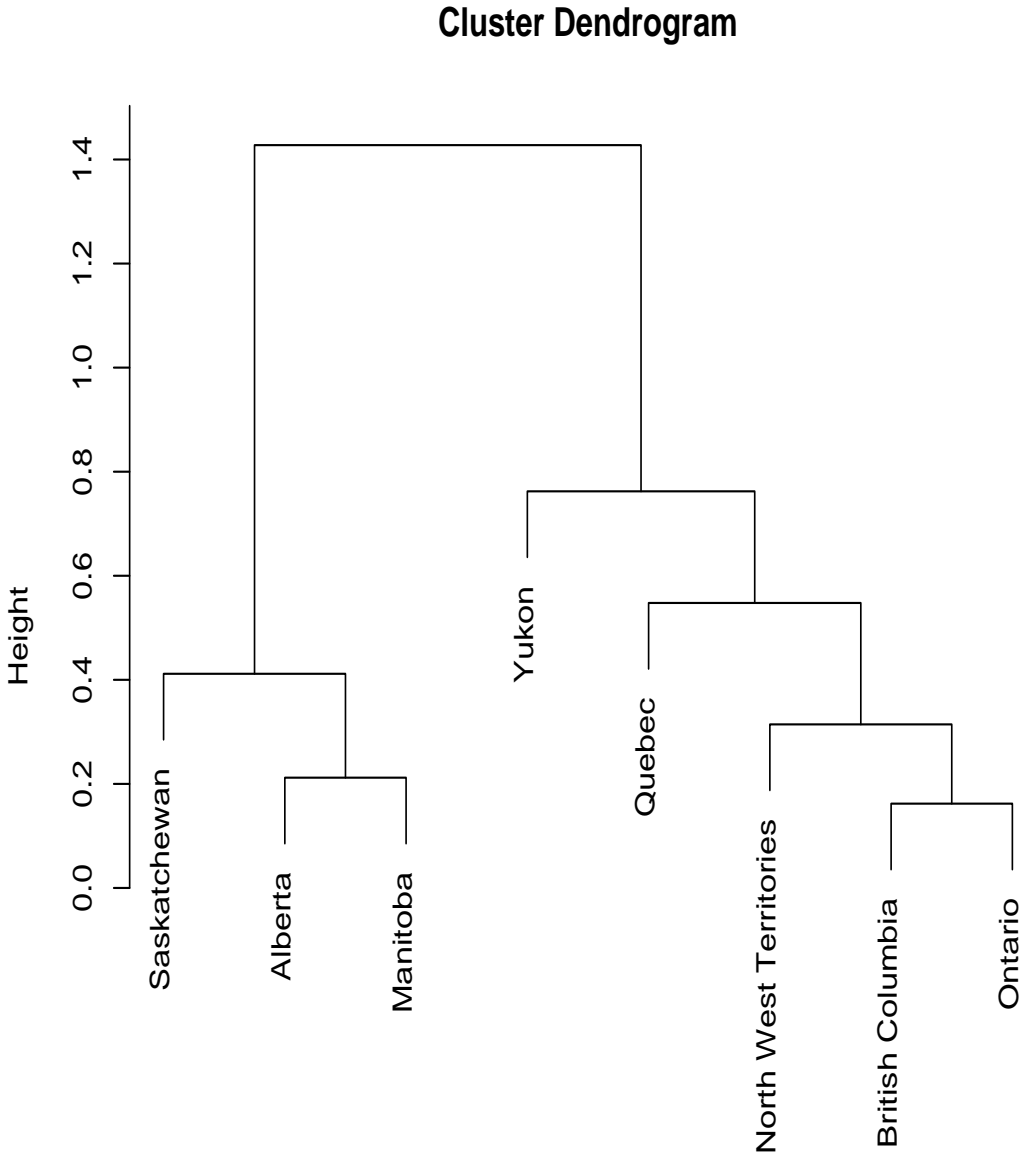 Cluster Dendrogram
Height
1.4
1.2
1.0
0.8
0.6
0.4
0.2
0.0
Saskatchewan
Alberta
Manitoba
Yukon
Quebec
North West Territories
British Columbia
Ontario